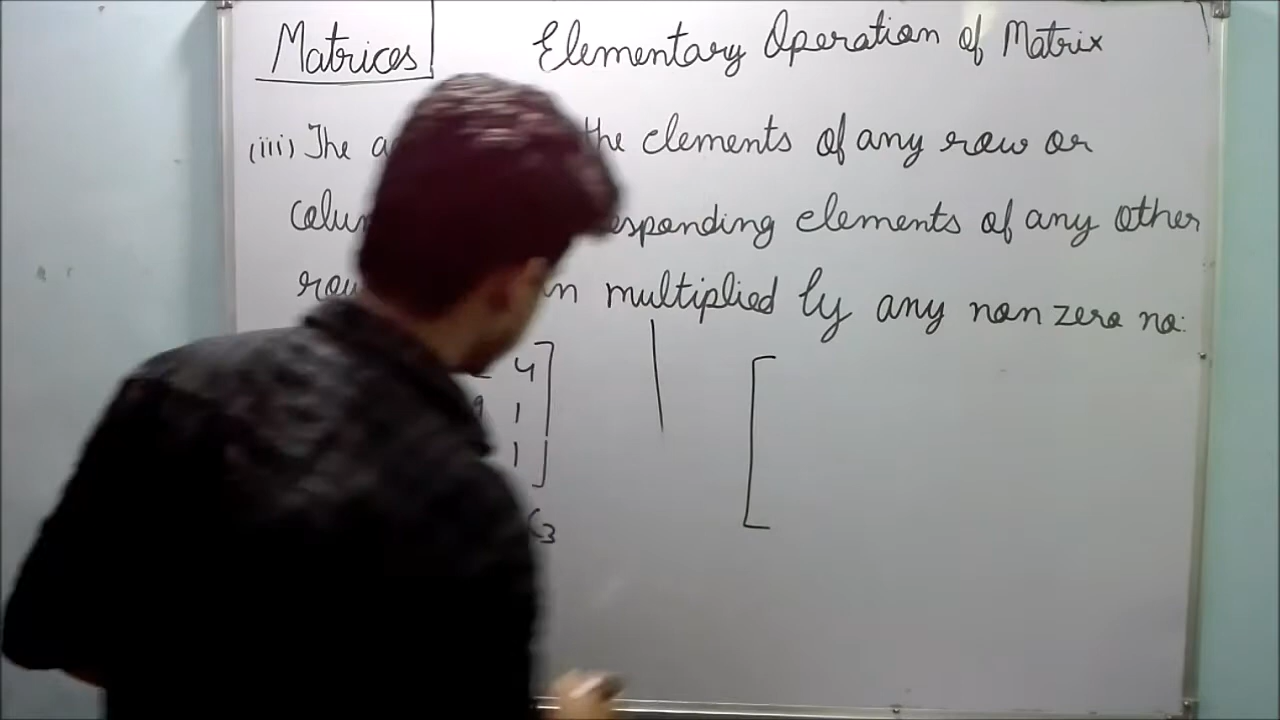 Matrices Elementary Operation of Matrix
(iii) The the elements of any row or
elements of any other
multiplied by any non zero no:
4
1
1